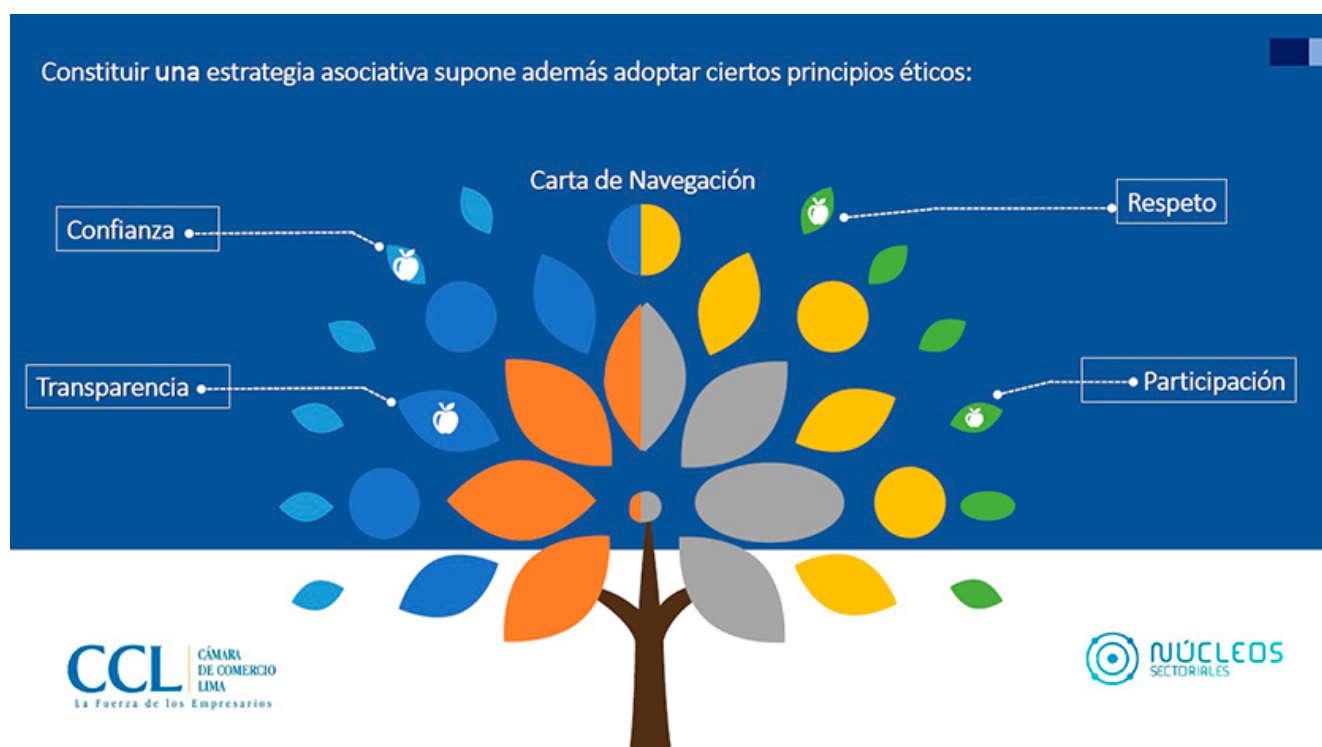 Constituir una estrategia asociativa supone además adoptar ciertos principios éticos:
Carta de Navegación
Confianza
Respeto
Transparencia
Participación
CCL
CÁMARA
DE COMERCIO
LIMA
La Fuerza de los Empresarios
NÚCLEOS
SECTORIALES